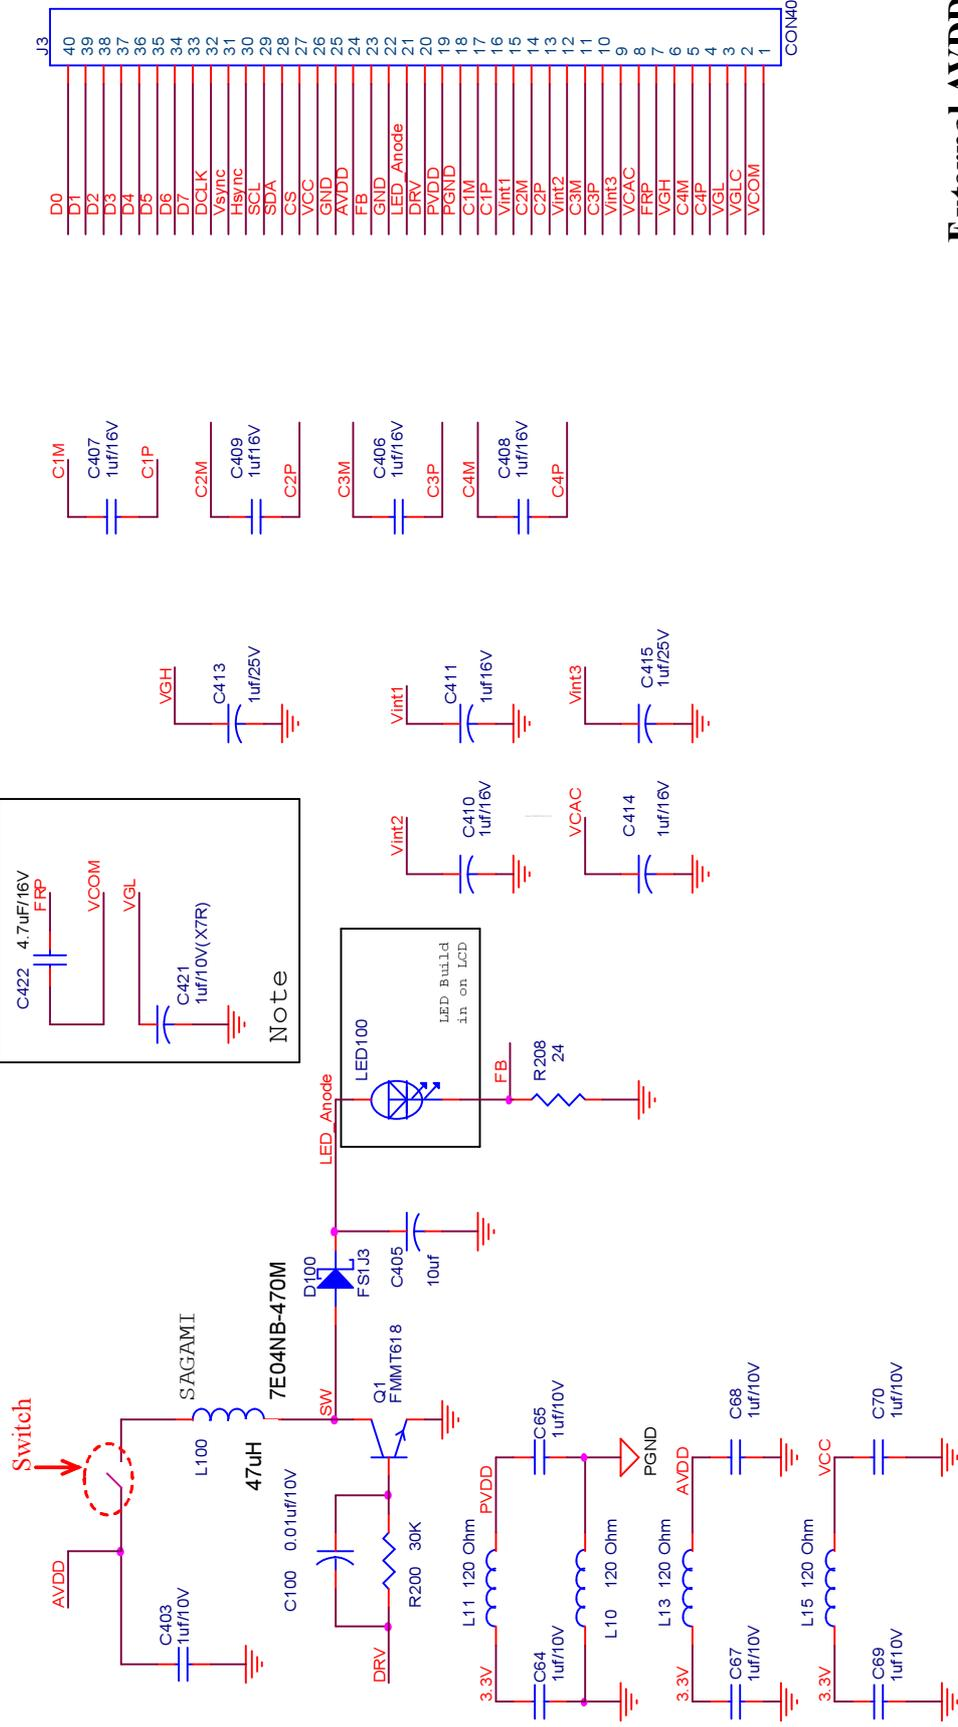 Switch
AVDD
C403
1uf/10V
L100
SAGAMI
47uH
7E04NB-470M
SW
D100
FS1J3
LED_Anode
C405
10uf
LED100
LED Build
in on LCD
FB
R208
24
Q1
FMMT618
C100 0.01uf/10V
R200 30K
DRV
3.3V
L11 120 Ohm
PVDD
C64
1uf/10V
C65
1uf/10V
L10 120 Ohm
PGND
3.3V
L13 120 Ohm
AVDD
C67
1uf/10V
C68
1uf/10V
3.3V
L15 120 Ohm
VCC
C69
1uf10V
C70
1uf/10V
C422 4.7uF/16V
FRP
VCOM
VGL
C421
1uf/10V(X7R)
Note
VGH
C413
1uf/25V
Vint2
C410
1uf/16V
Vint1
C411
1uf16V
VCAC
C414
1uf/16V
Vint3
C415
1uf/25V
C1M
C407
1uf/16V
C1P
C2M
C409
1uf16V
C2P
C3M
C406
1uf/16V
C3P
C4M
C408
1uf/16V
C4P
J3
D0 40
D1 39
D2 38
D3 37
D4 36
D5 35
D6 34
D7 33
DCLK 32
Vsync 31
Hsync 30
SCL 29
SDA 28
CS 27
VCC 26
GND 25
AVDD 24
FB 23
GND 22
LED_Anode 21
DRV 20
PVDD 19
PGND 18
C1M 17
C1P 16
Vint1 15
C2M 14
C2P 13
Vint2 12
C3M 11
C3P 10
Vint3 9
VCAC 8
FRP 7
VGH 6
C4M 5
C4P 4
VGL 3
VGLC 2
VCOM 1
CON40
External AVDD